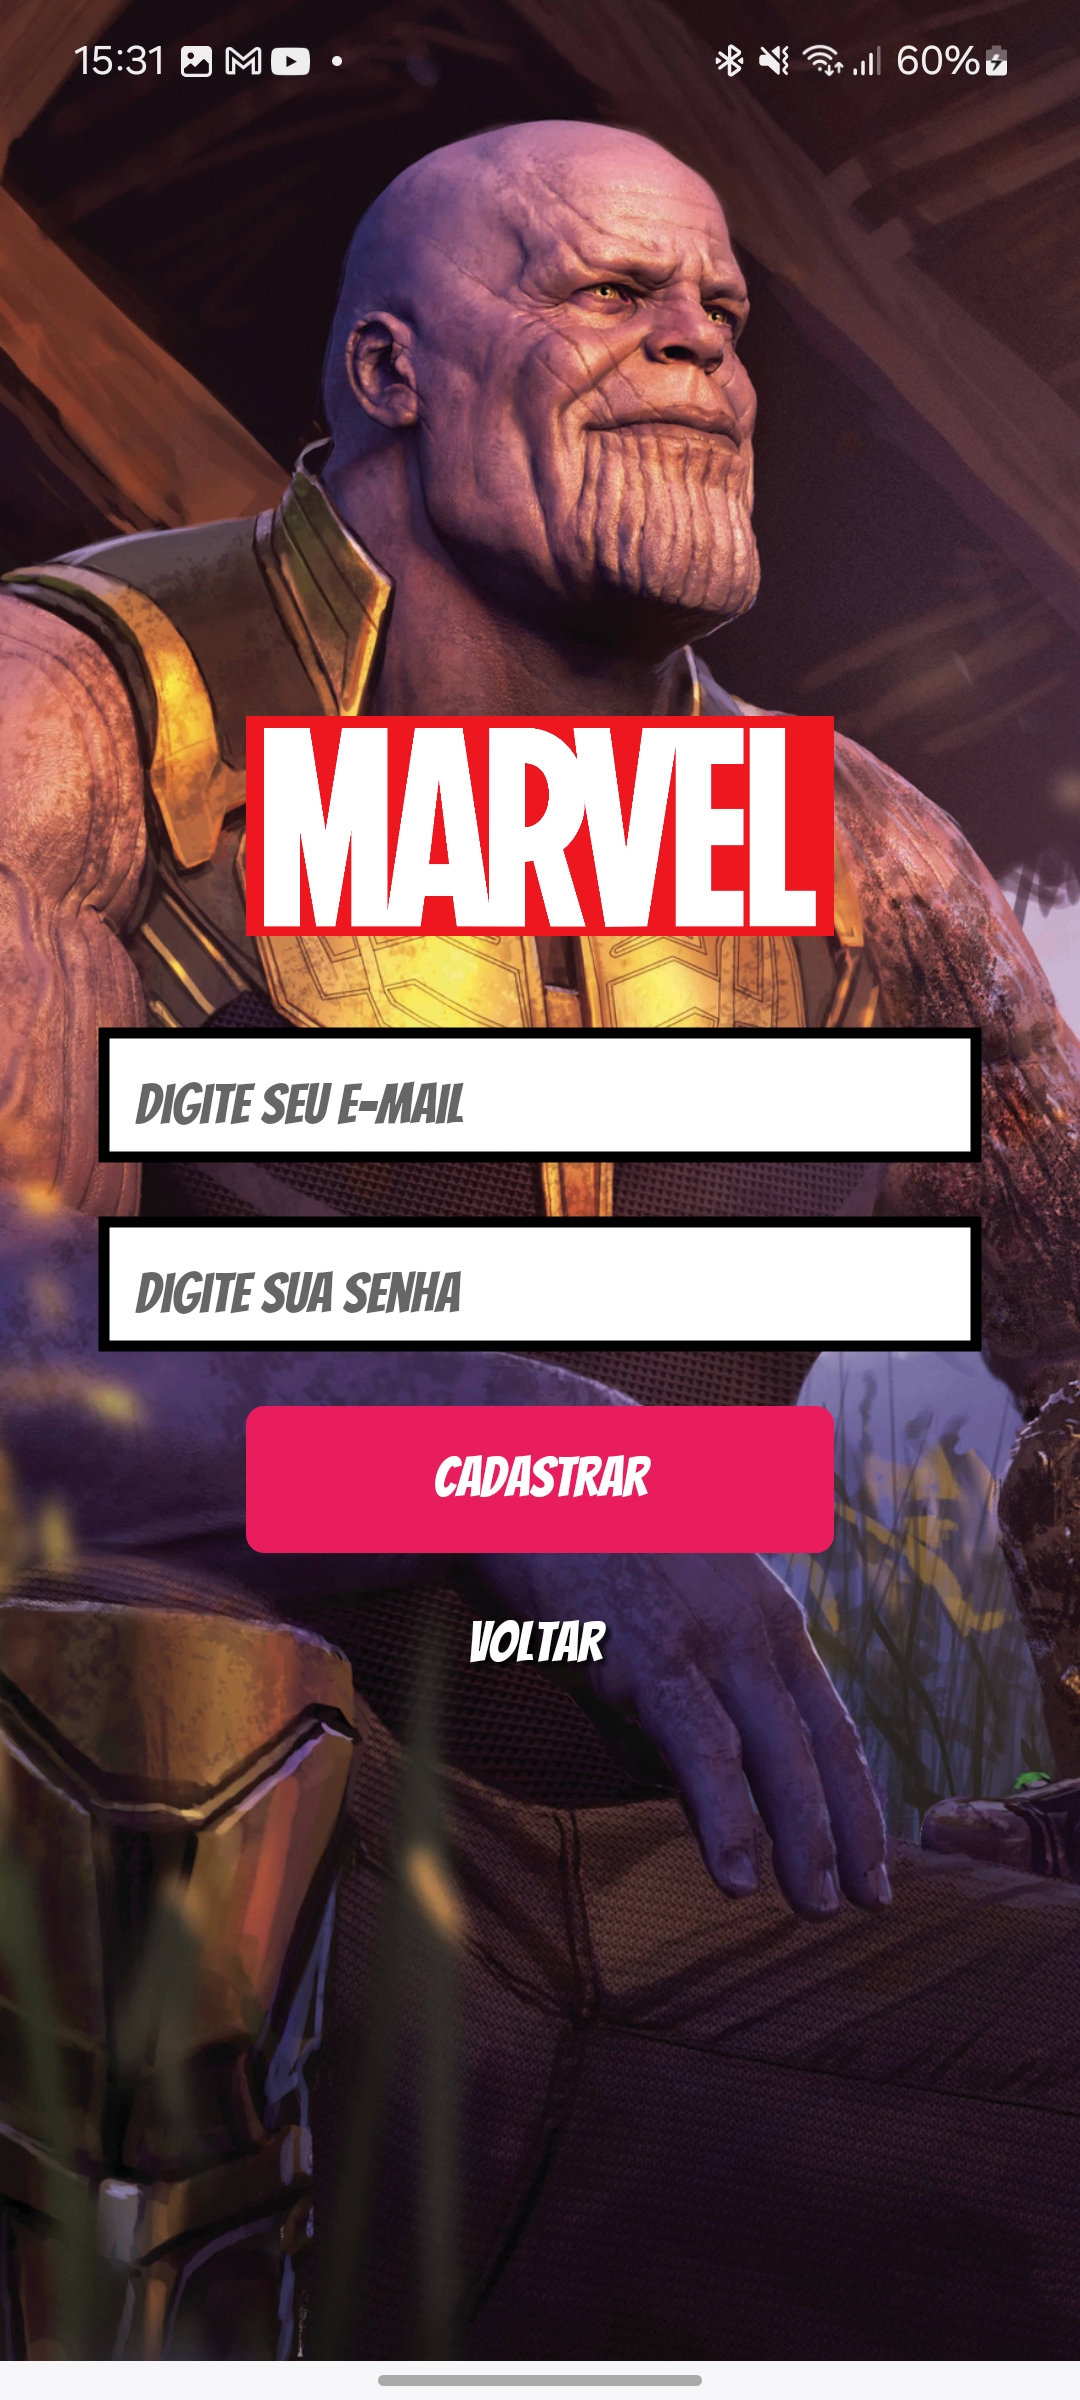 15:31
60%
MARVEL
DIGITE SEU E-MAIL
DIGITE SUA SENHA
CADASTRAR
VOLTAR